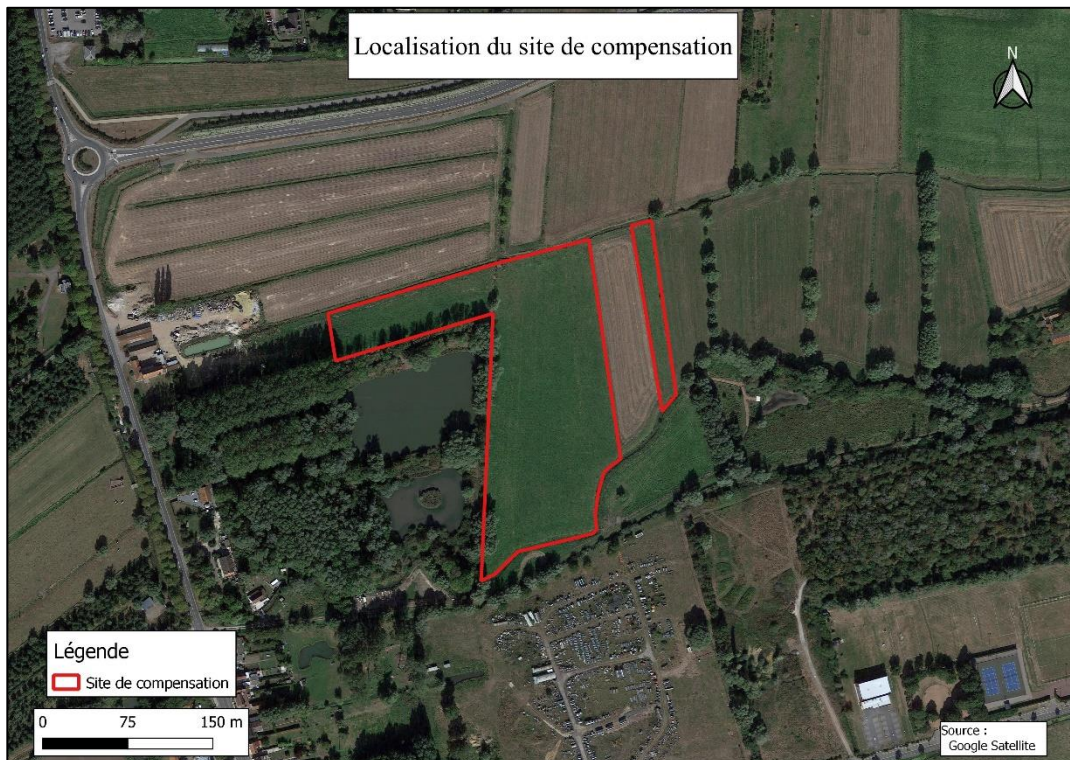 Localisation du site de compensation
N
Légende
Site de compensation
0 75 150 m
Source :
Google Satellite